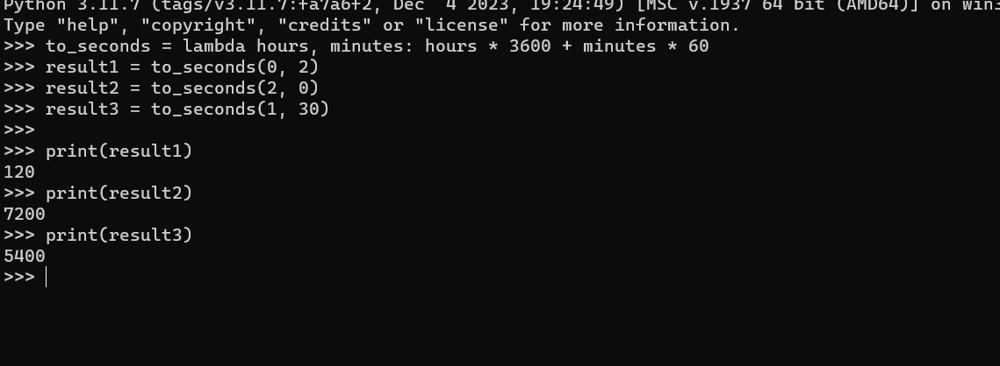 Python 3.11.7 (tags/v3.11.7:fa7a6f2, Dec  4 2023, 19:24:49) [MSC v.1937 64 bit (AMD64)] on win3
Type "help", "copyright", "credits" or "license" for more information.
>>> to_seconds = lambda hours, minutes: hours * 3600 + minutes * 60
>>> result1 = to_seconds(0, 2)
>>> result2 = to_seconds(2, 0)
>>> result3 = to_seconds(1, 30)
>>>
>>> print(result1)
120
>>> print(result2)
7200
>>> print(result3)
5400
>>>